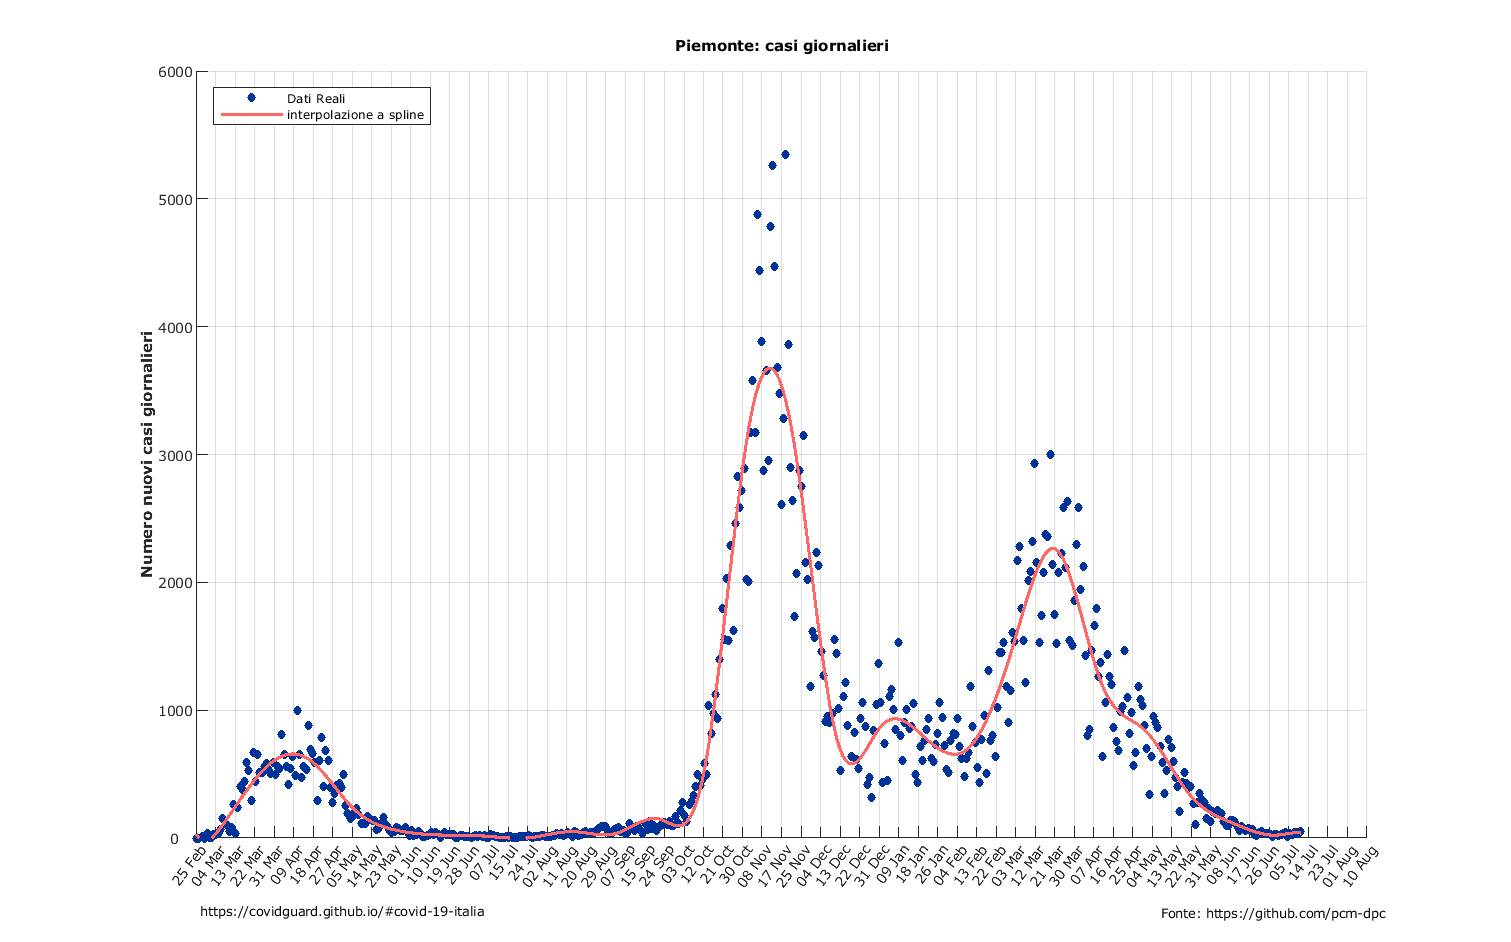 Piemonte: casi giornalieri
Dati Reali
interpolazione a spline
Numero nuovi casi giornalieri
6000
5000
4000
3000
2000
1000
0
25 Feb
04 Mar
13 Mar
22 Mar
31 Mar
09 Apr
18 Apr
27 Apr
05 May
14 May
23 May
01 Jun
10 Jun
19 Jun
28 Jun
07 Jul
15 Jul
24 Jul
02 Aug
11 Aug
20 Aug
29 Aug
07 Sep
15 Sep
24 Sep
03 Oct
12 Oct
21 Oct
30 Oct
08 Nov
17 Nov
25 Nov
04 Dec
13 Dec
22 Dec
31 Dec
09 Jan
18 Jan
26 Jan
04 Feb
13 Feb
22 Feb
03 Mar
12 Mar
21 Mar
30 Mar
07 Apr
16 Apr
25 Apr
04 May
13 May
22 May
31 May
08 Jun
17 Jun
26 Jun
05 Jul
14 Jul
23 Jul
01 Aug
10 Aug
https://covidguard.github.io/#covid-19-italia
Fonte: https://github.com/pcm-dpc